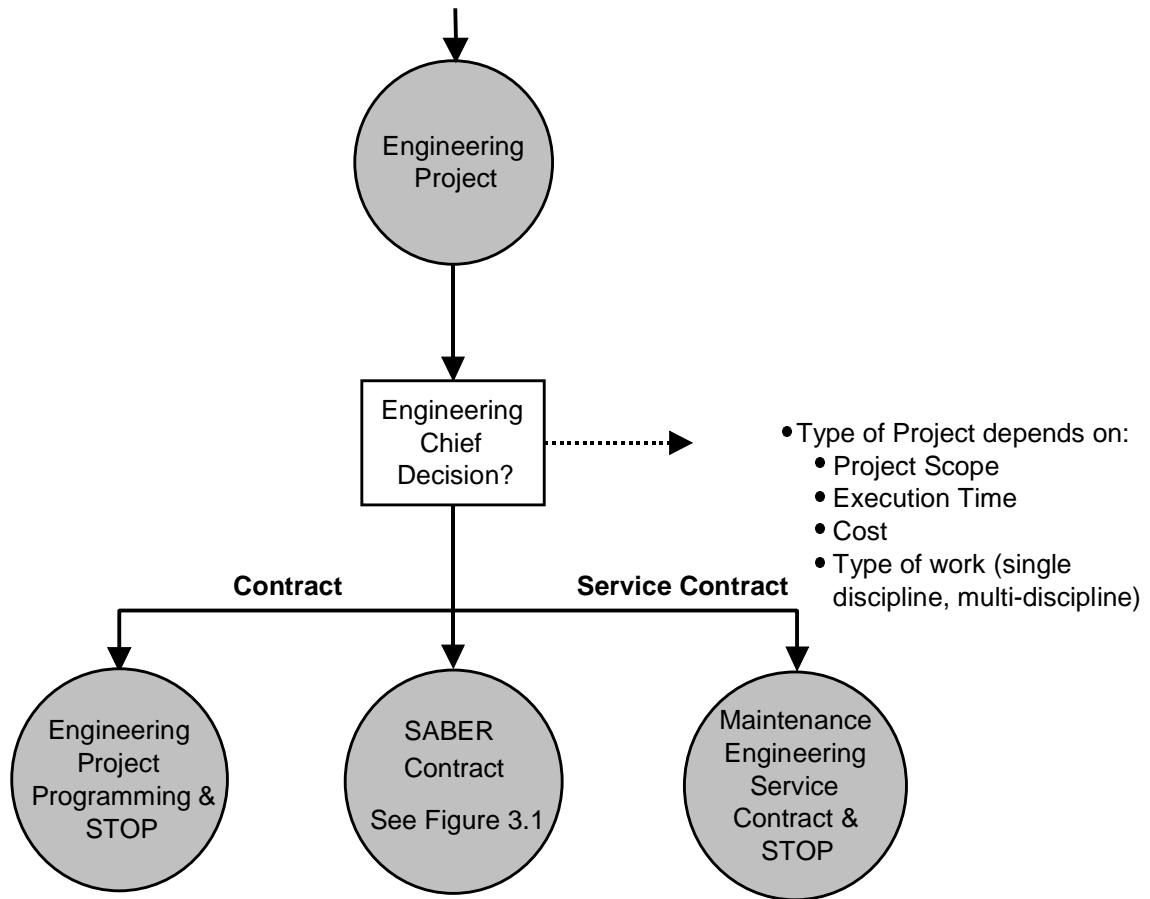 Engineering
Project
Engineering
Chief
Decision?
• Type of Project depends on:
• Project Scope
• Execution Time
• Cost
• Type of work (single
discipline, multi-discipline)
Contract
Service Contract
Engineering
Project
Programming &
STOP
SABER
Contract
See Figure 3.1
Maintenance
Engineering
Service
Contract &
STOP